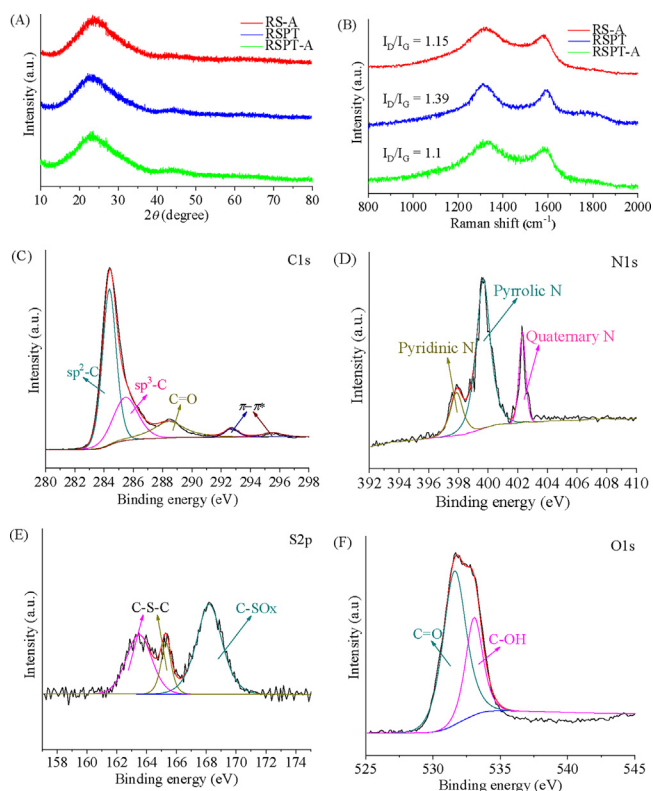 (A)
RS-A
RSPT
RSPT-A
Intensity (a.u.)
10 20 30 40 50 60 70 80
2θ (degree)
(B)
RS-A
RSPT
RSPT-A
I_D/I_G = 1.15
I_D/I_G = 1.39
I_D/I_G = 1.1
Intensity (a.u.)
800 1000 1200 1400 1600 1800 2000
Raman shift (cm⁻¹)
(C)
C1s
sp²-C
sp³-C
C=O
π−π*
Intensity (a.u.)
280 282 284 286 288 290 292 294 296 298
Binding energy (eV)
(D)
N1s
Pyrrolic N
Pyridinic N
Quaternary N
Intensity (a.u.)
392 394 396 398 400 402 404 406 408 410
Binding energy (eV)
(E)
S2p
C-S-C
C-SOx
Intensity (a.u.)
158 160 162 164 166 168 170 172 174
Binding energy (eV)
(F)
O1s
C=O
C-OH
Intensity (a.u.)
525 530 535 540 545
Binding energy (eV)